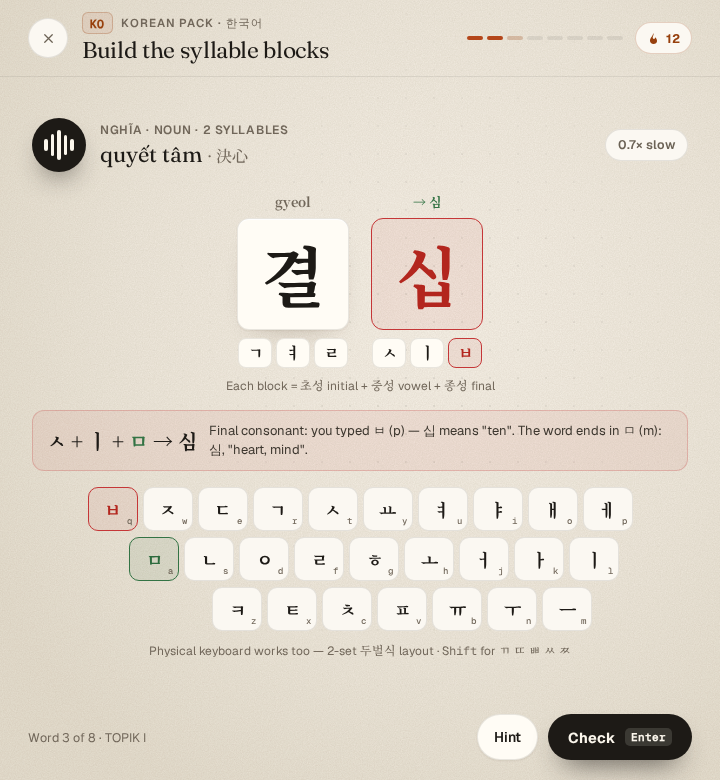 KO KOREAN PACK · 한국어
Build the syllable blocks
12
NGHĨA · NOUN · 2 SYLLABLES
quyết tâm · 決心
0.7× slow
gyeol
→ 심
결
십
ㄱ ㅕ ㄹ
ㅅ ㅣ ㅂ
Each block = 초성 initial + 중성 vowel + 종성 final
ㅅ + ㅣ + ㅁ → 심
Final consonant: you typed ㅂ (p) — 십 means "ten". The word ends in ㅁ (m):
심, "heart, mind".
ㅂ q ㅈ w ㄷ e ㄱ r ㅅ t ㅛ y ㅕ u ㅑ i ㅐ o ㅔ p
ㅁ a ㄴ s ㅇ d ㄹ f ㅎ g ㅗ h ㅓ j ㅏ k ㅣ l
ㅋ z ㅌ x ㅊ c ㅍ v ㅠ b ㅜ n ㅡ m
Physical keyboard works too — 2-set 두벌식 layout · Shift for ㄲ ㄸ ㅃ ㅆ ㅉ
Word 3 of 8 · TOPIK I
Hint
Check Enter